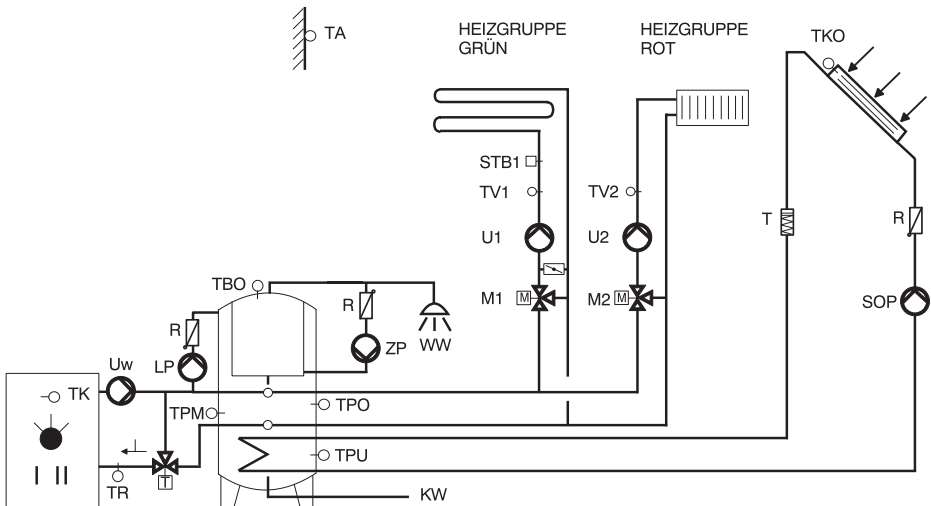 TA
HEIZGRUPPE
GRÜN
HEIZGRUPPE
ROT
TKO
STB1
TV1
TV2
T
R
U1
U2
TBO
M1
M
M2
M
SOP
R
R
ZP
WW
Uw
LP
TK
TPM
TPO
TPU
I II
T
TR
KW